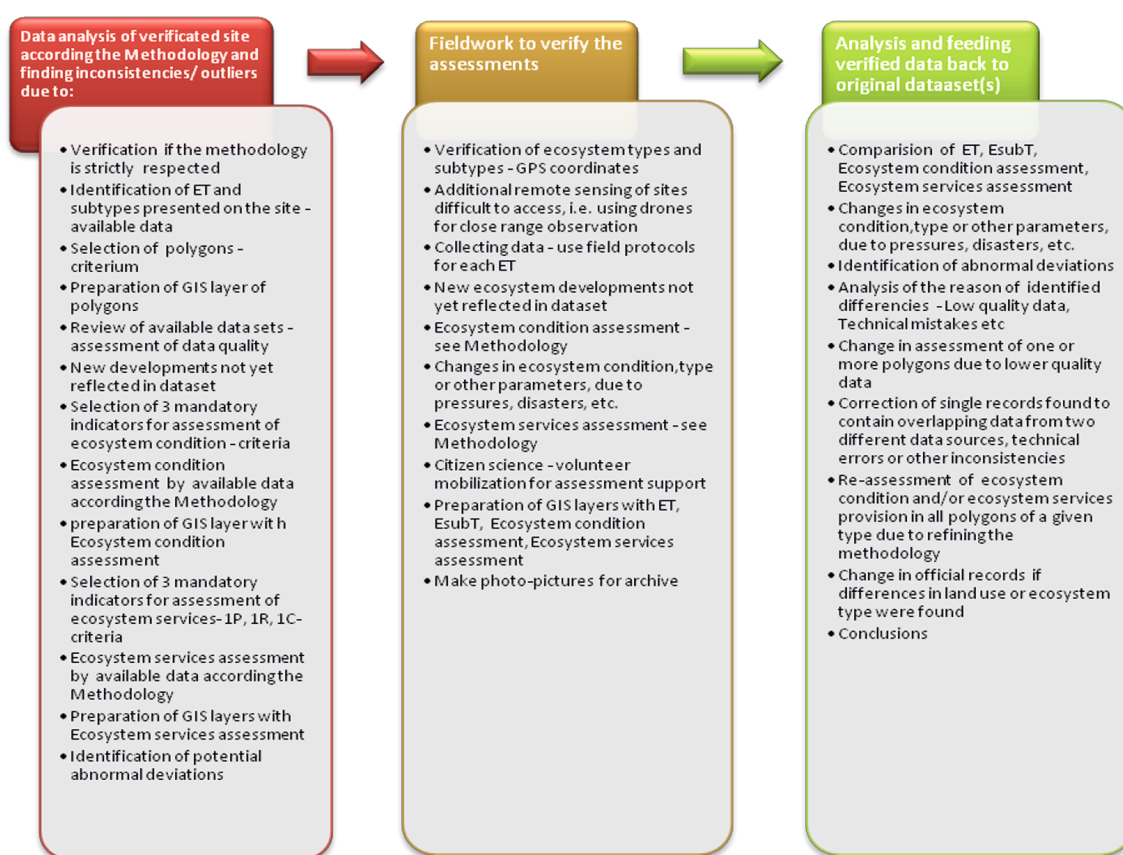 Data analysis of verificated site
according the Methodology and
finding inconsistencies/ outliers
due to:
• Verification if the methodology
is strictly respected
• Identification of ET and
subtypes presented on the site -
available data
• Selection of polygons -
criterium
• Preparation of GIS layer of
polygons
• Review of available data sets -
assessment of data quality
• New developments not yet
reflected in dataset
• Selection of 3 mandatory
indicators for assessment of
ecosystem condition - criteria
• Ecosystem condition
assessment by available data
according the Methodology
• preparation of GIS layer with
Ecosystem condition
assessment
• Selection of 3 mandatory
indicators for assessment of
ecosystem services-1P, 1R, 1C-
criteria
• Ecosystem services assessment
by available data according the
Methodology
• Preparation of GIS layers with
Ecosystem services assessment
• Identification of potential
abnormal deviations
Fieldwork to verify the
assessments
• Verification of ecosystem types and
subtypes - GPS coordinates
• Additional remote sensing of sites
difficult to access, i.e. using drones
for close range observation
• Collecting data - use field protocols
for each ET
• New ecosystem developments not
yet reflected in dataset
• Ecosystem condition assessment -
see Methodology
• Changes in ecosystem condition,type
or other parameters, due to
pressures, disasters, etc.
• Ecosystem services assessment - see
Methodology
• Citizen science - volunteer
mobilization for assessment support
• Preparation of GIS layers with ET,
EsubT, Ecosystem condition
assessment, Ecosystem services
assessment
• Make photo-pictures for archive
Analysis and feeding
verified data back to
original dataaset(s)
• Comparision of ET, EsubT,
Ecosystem condition assessment,
Ecosystem services assessment
• Changes in ecosystem
condition,type or other parameters,
due to pressures, disasters, etc.
• Identification of abnormal deviations
• Analysis of the reason of identified
differencies - Low quality data,
Technical mistakes etc
• Change in assessment of one or
more polygons due to lower quality
data
• Correction of single records found to
contain overlapping data from two
different data sources, technical
errors or other inconsistencies
• Re-assessment of ecosystem
condition and/or ecosystem services
provision in all polygons of a given
type due to refining the
methodology
• Change in official records if
differences in land use or ecosystem
type were found
• Conclusions